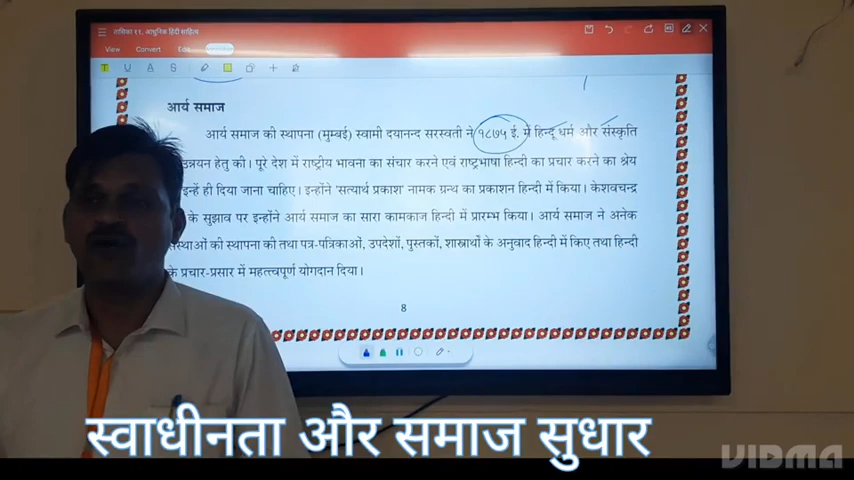 तासिका ११. आधुनिक हिंदी साहित्य
View Convert Edit
T U A S
आर्य समाज
आर्य समाज की स्थापना (मुम्बई) स्वामी दयानन्द सरस्वती ने १८७५ ई. में हिन्दू धर्म और संस्कृति
उन्नयन हेतु की। पूरे देश में राष्ट्रीय भावना का संचार करने एवं राष्ट्रभाषा हिन्दी का प्रचार करने का श्रेय
इन्हें ही दिया जाना चाहिए। इन्होंने 'सत्यार्थ प्रकाश' नामक ग्रन्थ का प्रकाशन हिन्दी में किया। केशवचन्द्र
के सुझाव पर इन्होंने आर्य समाज का सारा कामकाज हिन्दी में प्रारम्भ किया। आर्य समाज ने अनेक
संस्थाओं की स्थापना की तथा पत्र-पत्रिकाओं, उपदेशों, पुस्तकों, शास्त्रार्थों के अनुवाद हिन्दी में किए तथा हिन्दी
के प्रचार-प्रसार में महत्त्वपूर्ण योगदान दिया।
8
स्वाधीनता और समाज सुधार
VIDMA